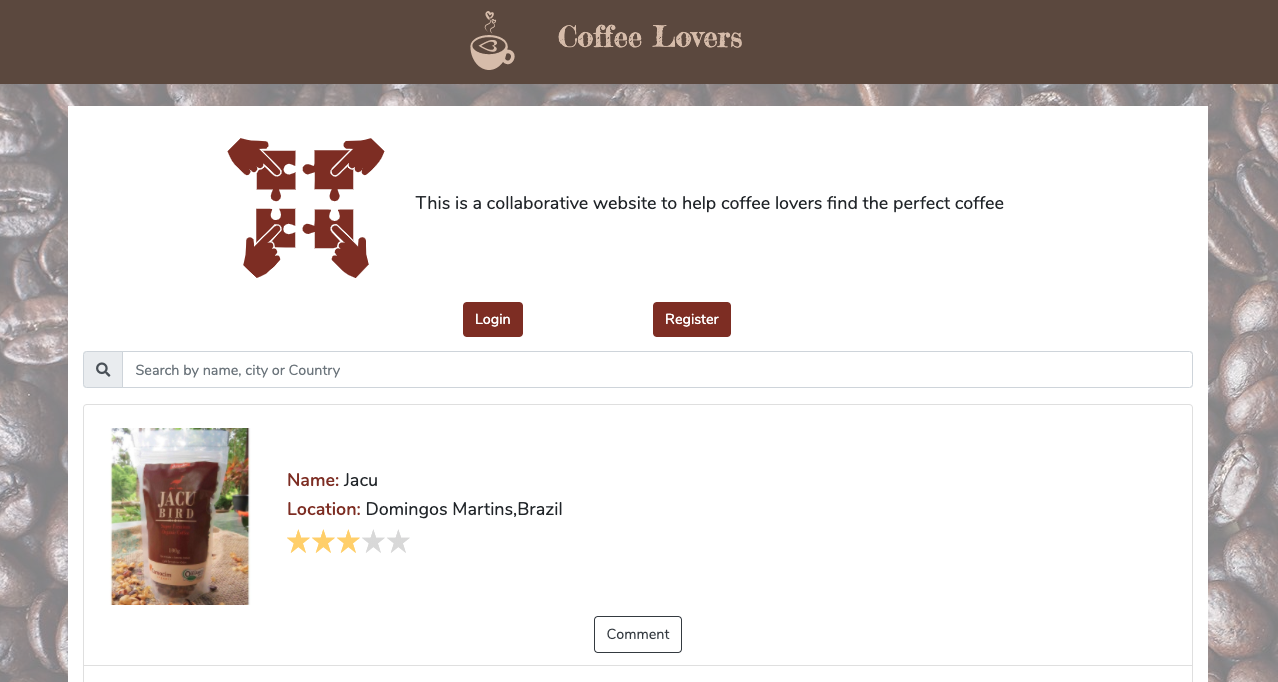 Coffee Lovers
This is a collaborative website to help coffee lovers find the perfect coffee
Login
Register
Search by name, city or Country
JACU
BIRD
Name: Jacu
Location: Domingos Martins,Brazil
Comment